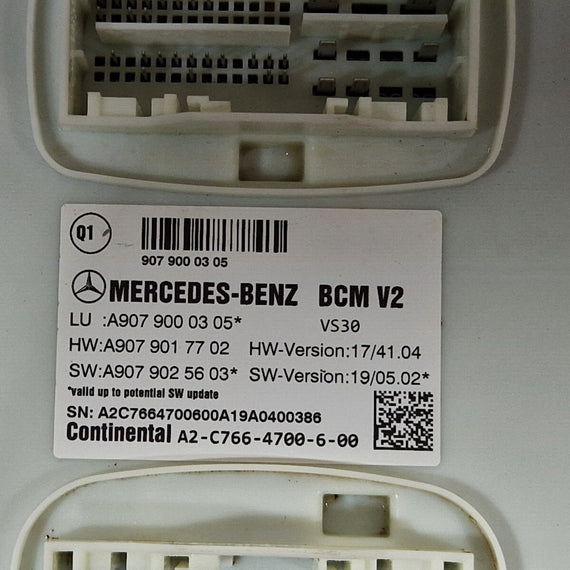 Q1
907 900 03 05
MERCEDES-BENZ BCM V2
LU :A907 900 03 05* VS30
HW:A907 901 77 02 HW-Version:17/41.04
SW:A907 902 56 03* SW-Version:19/05.02*
*valid up to potential SW update
SN: A2C7664700600A19A0400386
Continental A2-C766-4700-6-00